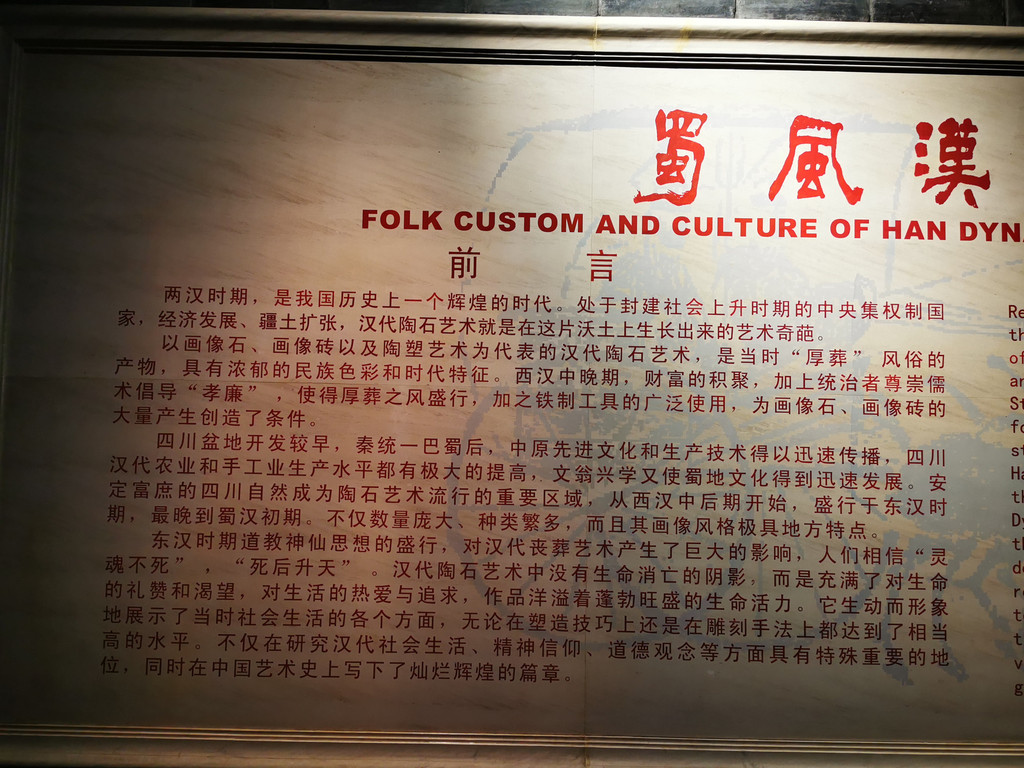 蜀風漢
FOLK CUSTOM AND CULTURE OF HAN
前言
两汉时期，是我国历史上一个辉煌的时代。处于封建社会上升时期的中央集权制国
家，经济发展、疆土扩张，汉代陶石艺术就是在这片沃土上生长出来的艺术奇葩。
以画像石、画像砖以及陶塑艺术为代表的汉代陶石艺术，是当时“厚葬”风俗的
产物，具有浓郁的民族色彩和时代特征。西汉中晚期，财富的积聚，加上统治者尊崇儒
术倡导“孝廉”，使得厚葬之风盛行，加之铁制工具的广泛使用，为画像石、画像砖的
大量产生创造了条件。
四川盆地开发较早，秦统一巴蜀后，中原先进文化和生产技术得以迅速传播，四川
汉代农业和手工业生产水平都有极大的提高，文翁兴学又使蜀地文化得到迅速发展。安
定富庶的四川自然成为陶石艺术流行的重要区域，从西汉中后期开始，盛行于东汉时
期，最晚到蜀汉初期。不仅数量庞大、种类繁多，而且其画像风格极具地方特点。
东汉时期道教神仙思想的盛行，对汉代丧葬艺术产生了巨大的影响，人们相信“灵
魂不死”，“死后升天”。汉代陶石艺术中没有生命消亡的阴影，而是充满了对生命
的礼赞和渴望，对生活的热爱与追求，作品洋溢着蓬勃旺盛的生命活力。它生动而形象
地展示了当时社会生活的各个方面，无论在塑造技巧上还是在雕刻手法上都达到了相当
高的水平。不仅在研究汉代社会生活、精神信仰、道德观念等方面具有特殊重要的地
位，同时在中国艺术史上写下了灿烂辉煌的篇章。